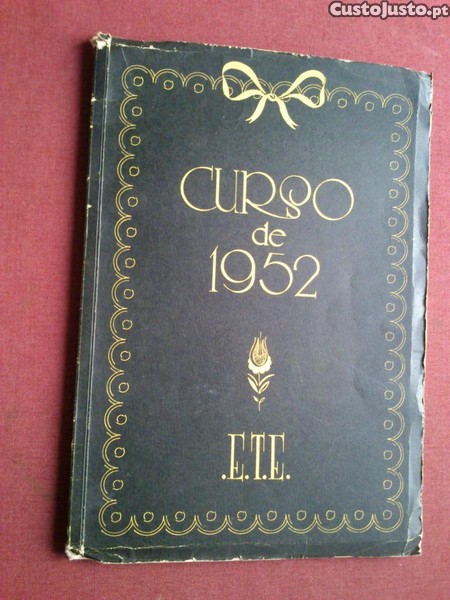 CustoJusto.pt
CURSO
de
1952
.E.T.E.